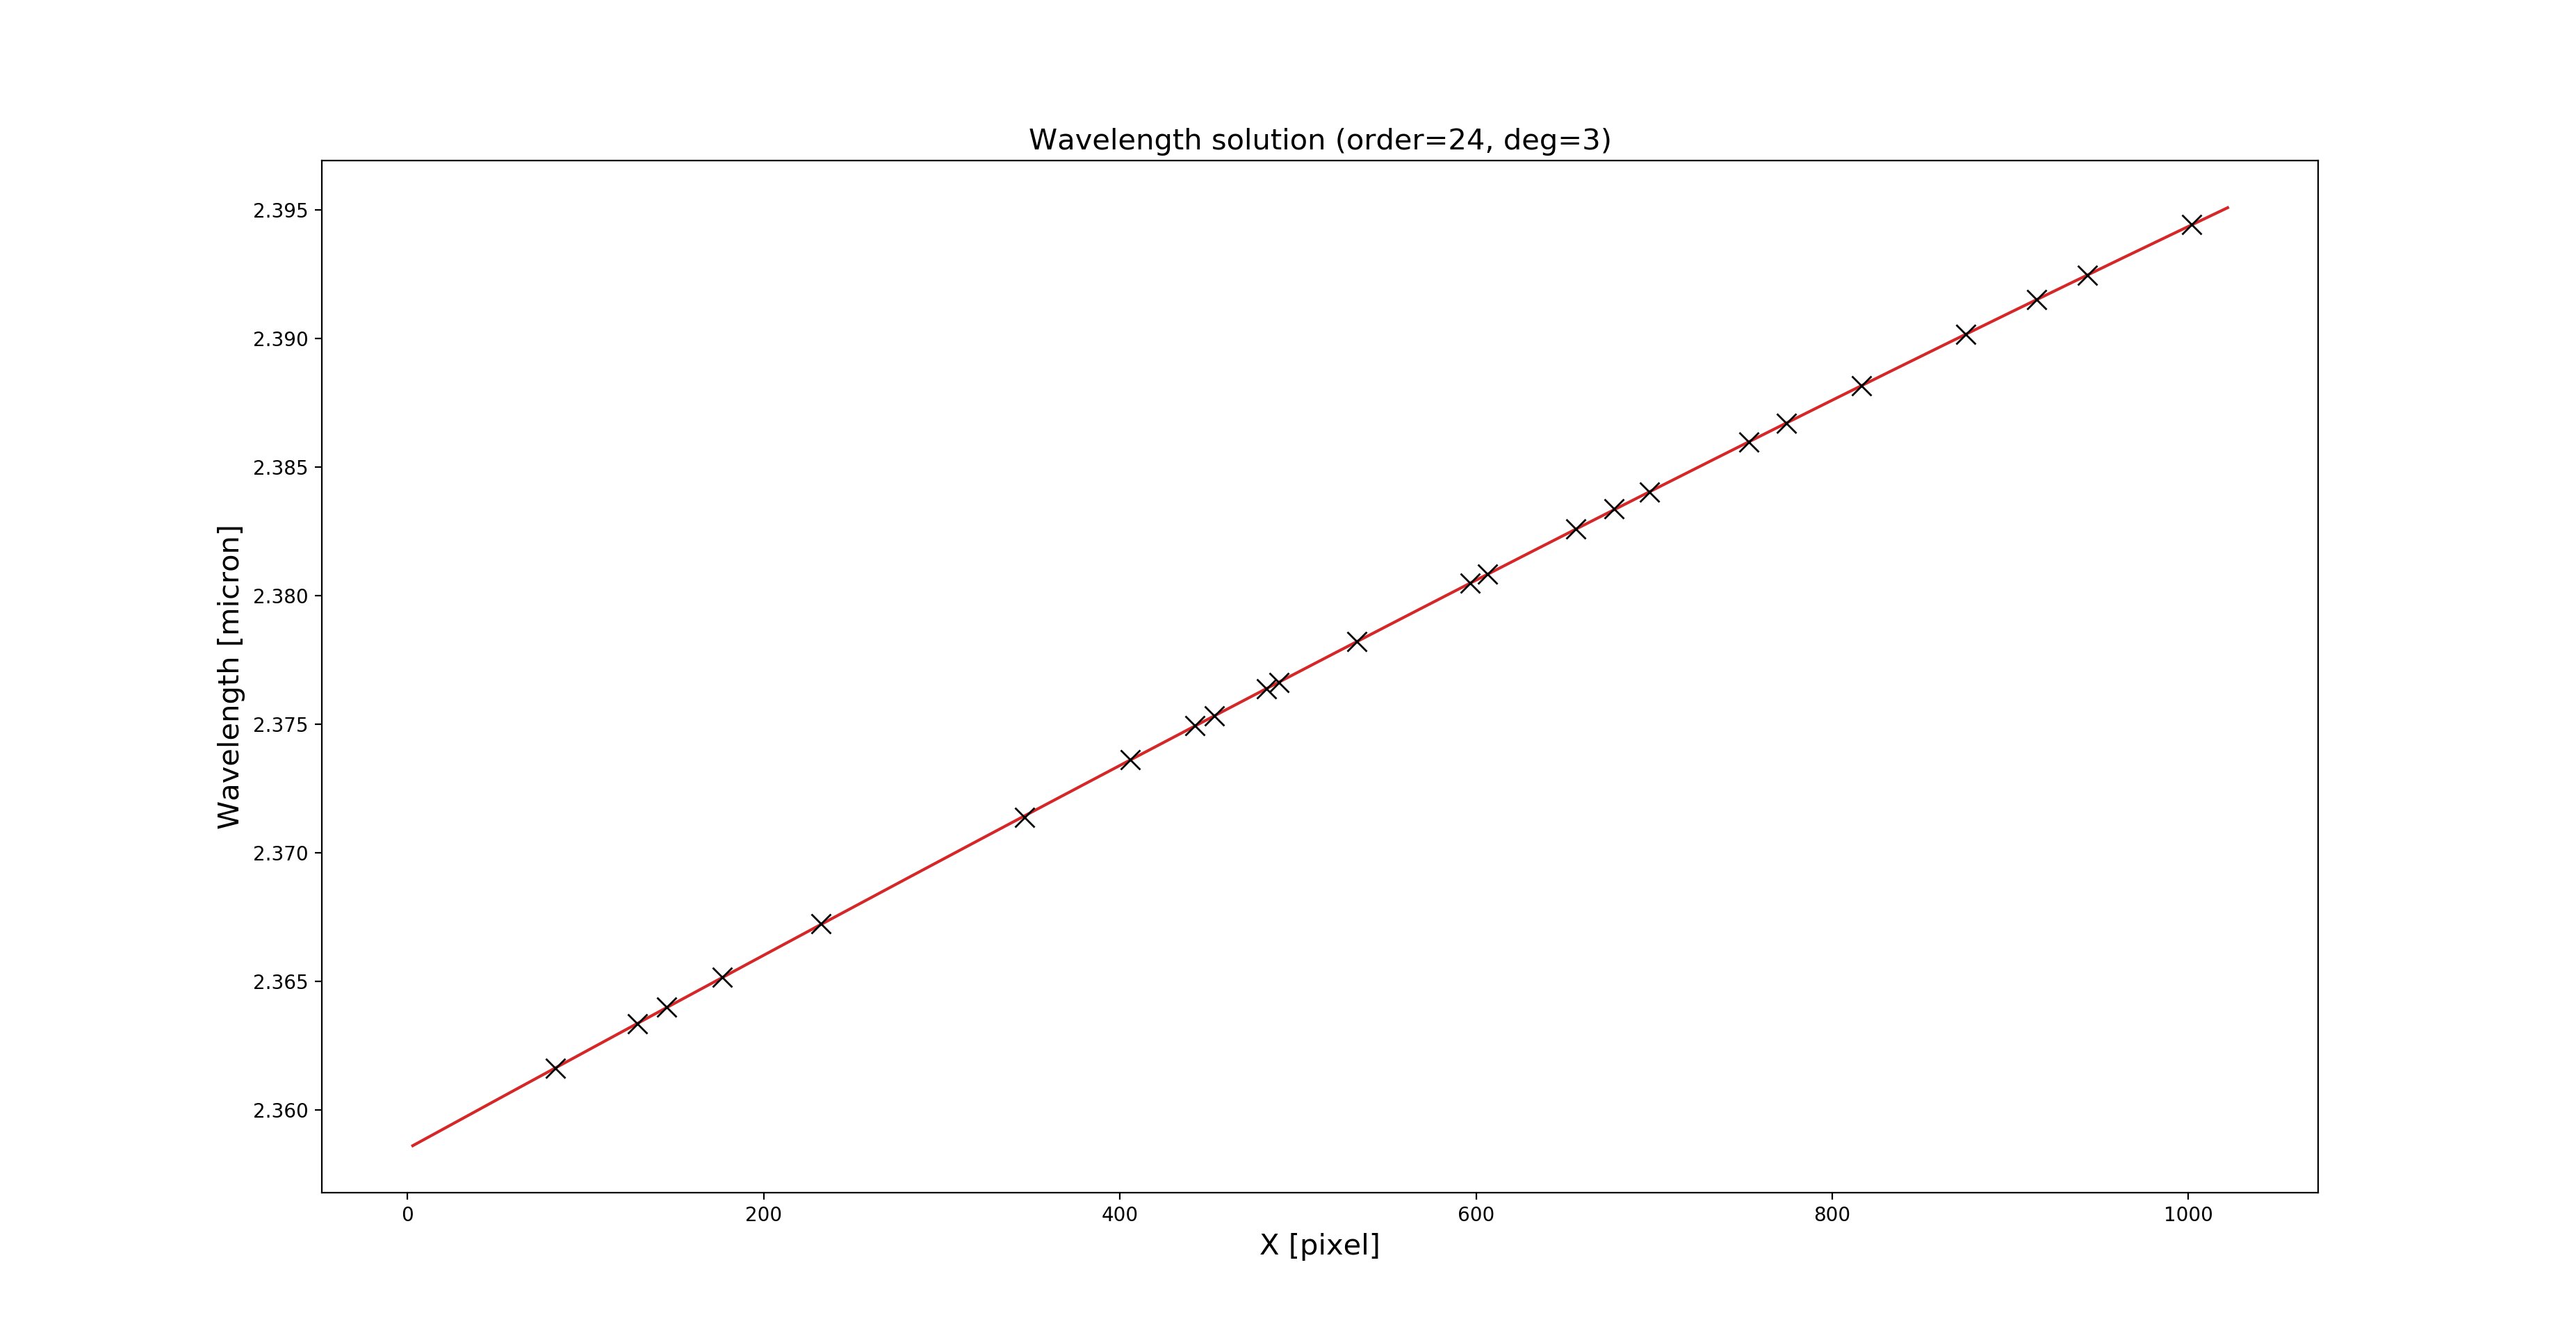 Wavelength solution (order=24, deg=3)
2.395
2.390
2.385
2.380
2.375
2.370
2.365
2.360
Wavelength [micron]
0 200 400 600 800 1000
X [pixel]